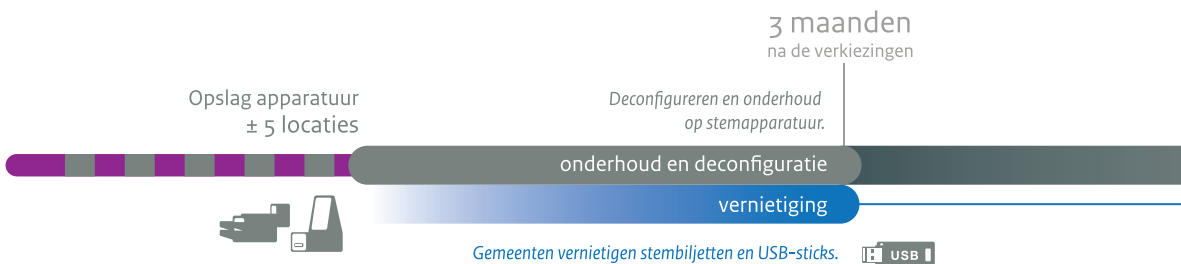 3 maanden
na de verkiezingen
Opslag apparatuur
± 5 locaties
Deconfigureren en onderhoud
op stemapparatuur.
onderhoud en deconfiguratie
vernietiging
Gemeenten vernietigen stembiljetten en USB-sticks.
USB